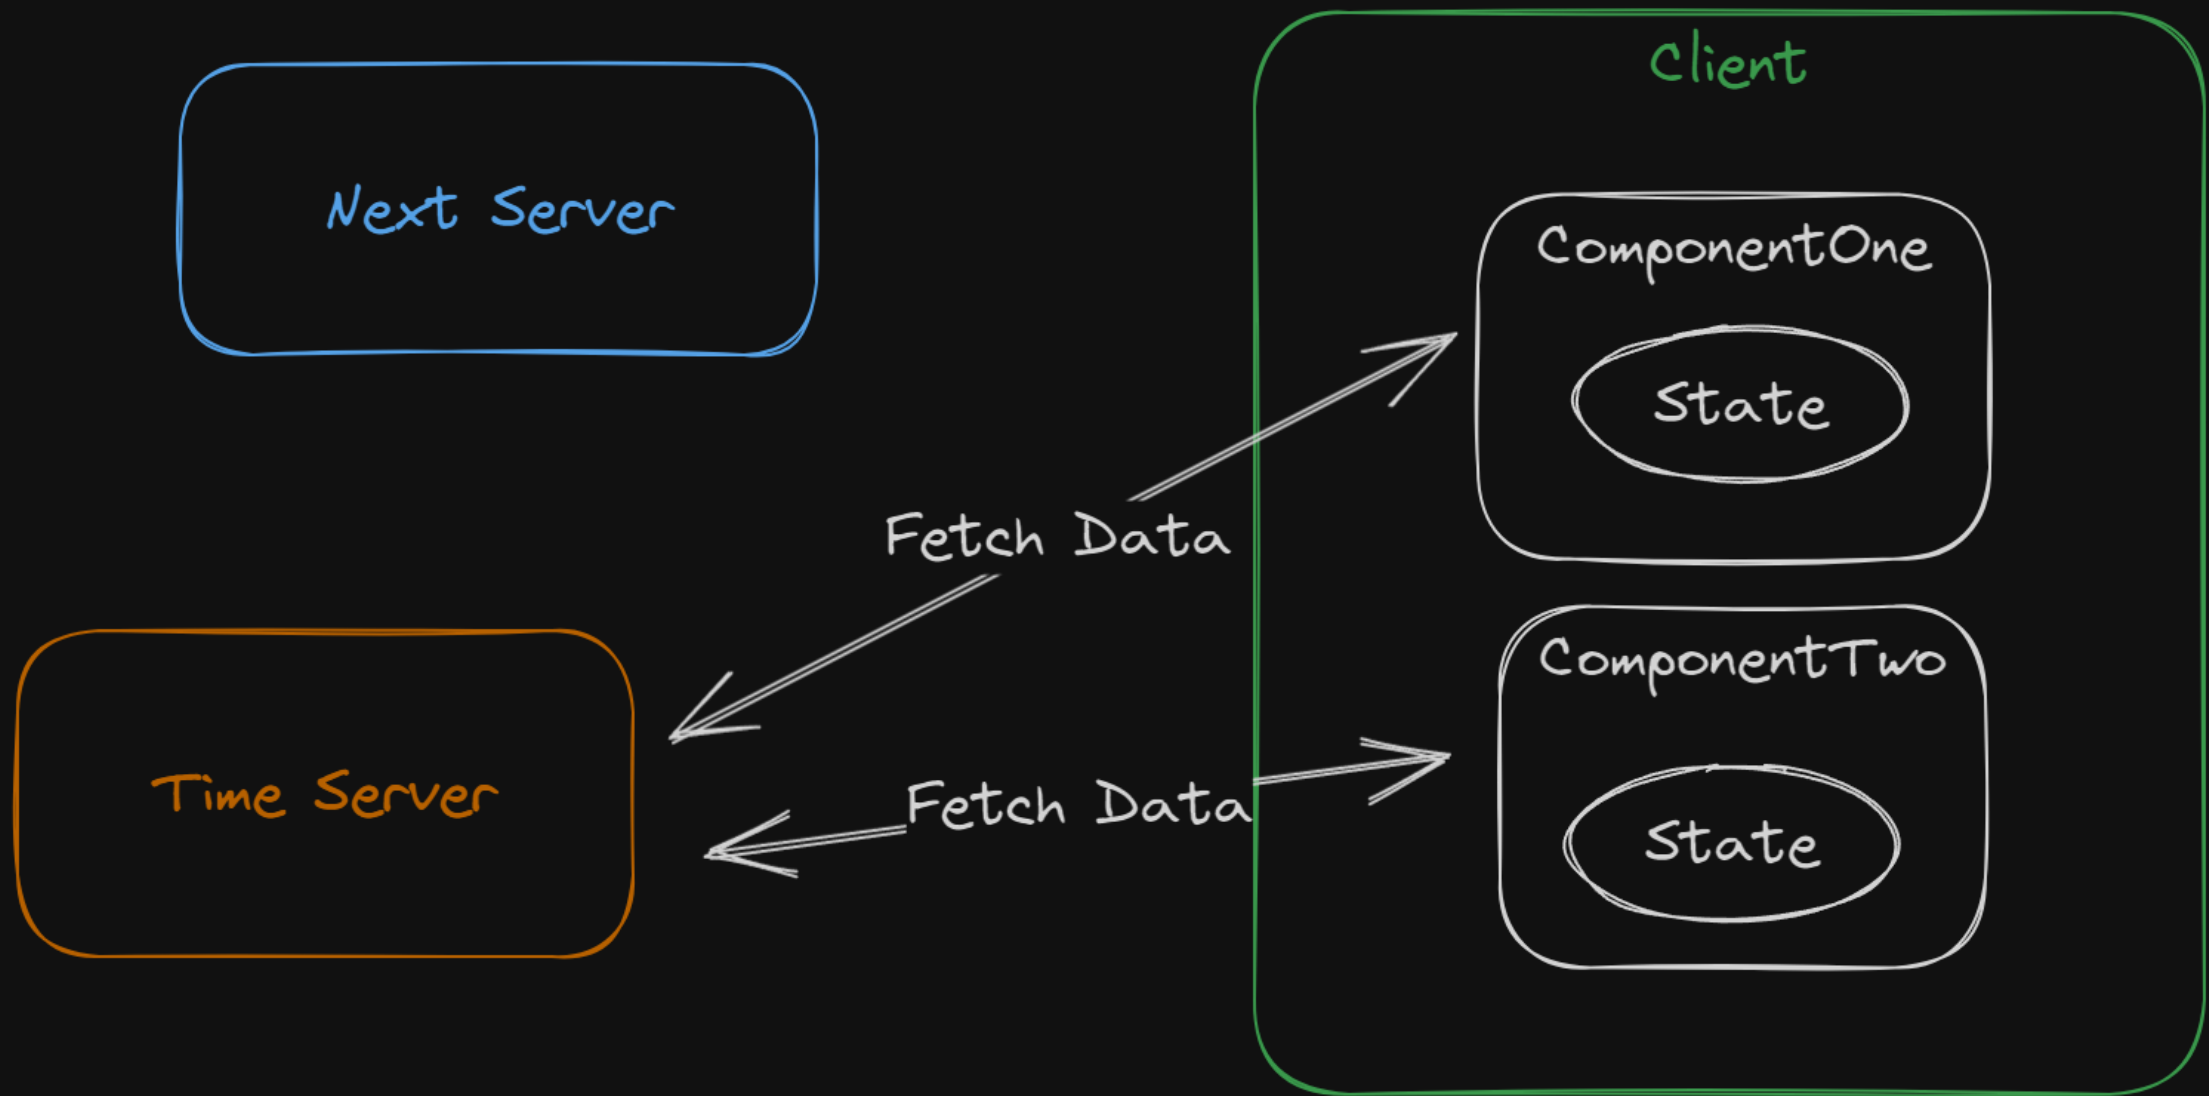 Client
Next Server
ComponentOne
State
Fetch Data
ComponentTwo
Time Server
Fetch Data
State